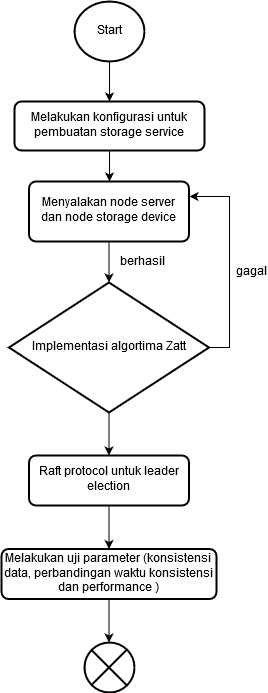 Start
Melakukan konfigurasi untuk
pembuatan storage service
Menyalakan node server
dan node storage device
berhasil
gagal
Implementasi algortima Zatt
Raft protocol untuk leader
election
Melakukan uji parameter (konsistensi
data, perbandingan waktu konsistensi
dan performance )